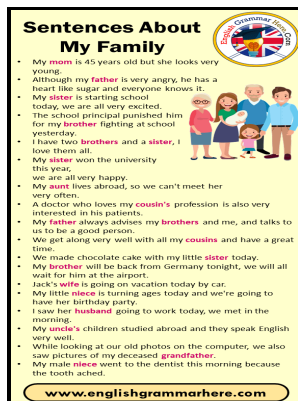 Sentences About
My Family
English Grammar Here.Com
• My mom is 45 years old but she looks very
young.
• Although my father is very angry, he has a
heart like sugar and everyone knows it.
• My sister is starting school
today, we are all very excited.
• The school principal punished him
for my brother fighting at school
yesterday.
• I have two brothers and a sister, I
love them all.
• My sister won the university
this year,
we are all very happy.
• My aunt lives abroad, so we can't meet her
very often.
• A doctor who loves my cousin's profession is also very
interested in his patients.
• My father always advises my brothers and me, and talks to
us to be a good person.
• We get along very well with all my cousins and have a great
time.
• We made chocolate cake with my little sister today.
• My brother will be back from Germany tonight, we will all
wait for him at the airport.
• Jack's wife is going on vacation today by car.
• My little niece is turning ages today and we're going to
have her birthday party.
• I saw her husband going to work today, we met in the
morning.
• My uncle's children studied abroad and they speak English
very well.
• While looking at our old photos on the computer, we also
saw pictures of my deceased grandfather.
• My male niece went to the dentist this morning because
the tooth ached.
www.englishgrammarhere.com